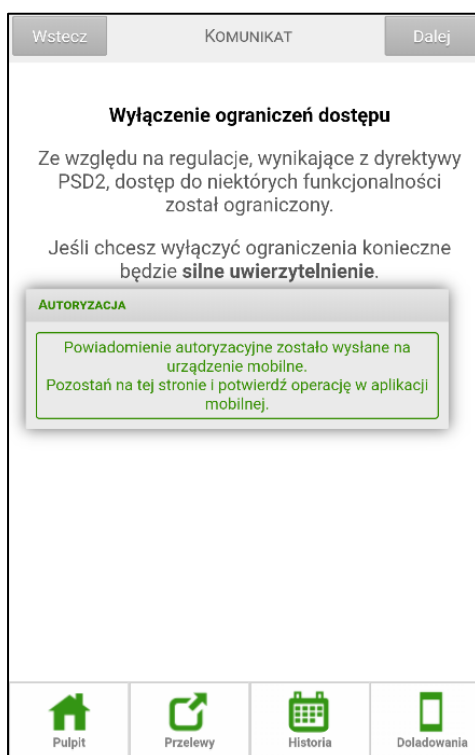 Wstecz KOMUNIKAT Dalej
Wyłączenie ograniczeń dostępu
Ze względu na regulacje, wynikające z dyrektywy
PSD2, dostęp do niektórych funkcjonalności
został ograniczony.
Jeśli chcesz wyłączyć ograniczenia konieczne
będzie silne uwierzytelnienie.
AUTORYZACJA
Powiadomienie autoryzacyjne zostało wysłane na
urządzenie mobilne.
Pozostań na tej stronie i potwierdź operację w aplikacji
mobilnej.
Pulpit Przelewy Historia Doladowania